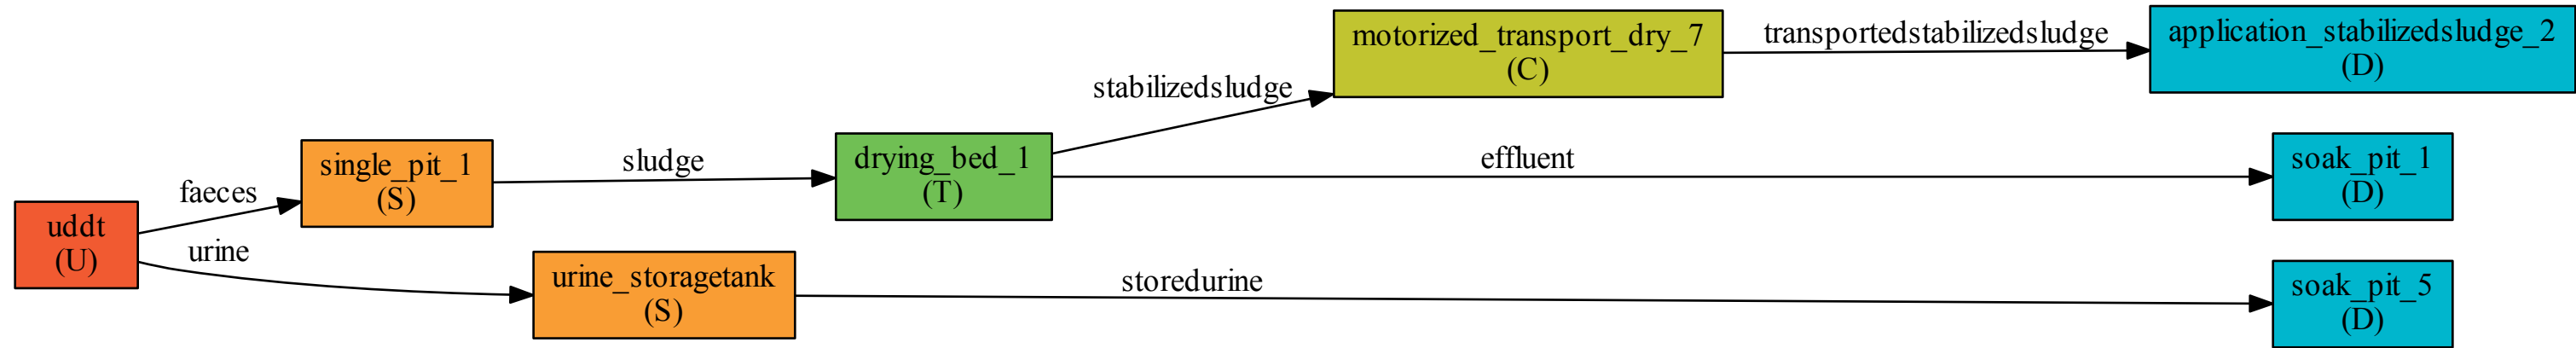 uddt
(U)
faeces
urine
single_pit_1
(S)
sludge
urine_storagetank
(S)
drying_bed_1
(T)
stabilizedsludge
effluent
storedurine
motorized_transport_dry_7
(C)
transportedstabilizedsludge
application_stabilizedsludge_2
(D)
soak_pit_1
(D)
soak_pit_5
(D)